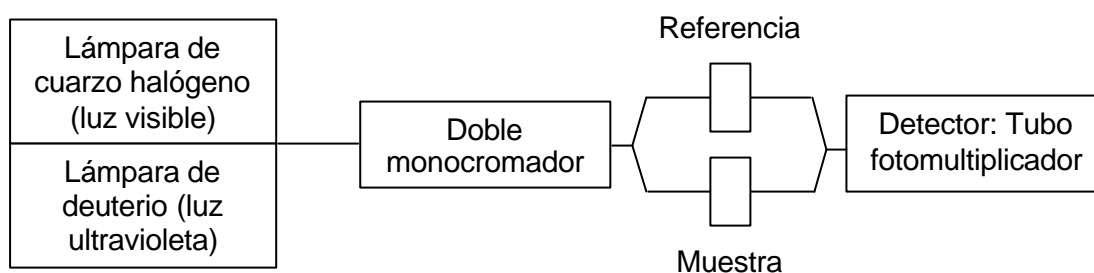 Lámpara de
cuarzo halógeno
(luz visible)
Lámpara de
deuterio (luz
ultravioleta)
Doble
monocromador
Referencia
Muestra
Detector: Tubo
fotomultiplicador